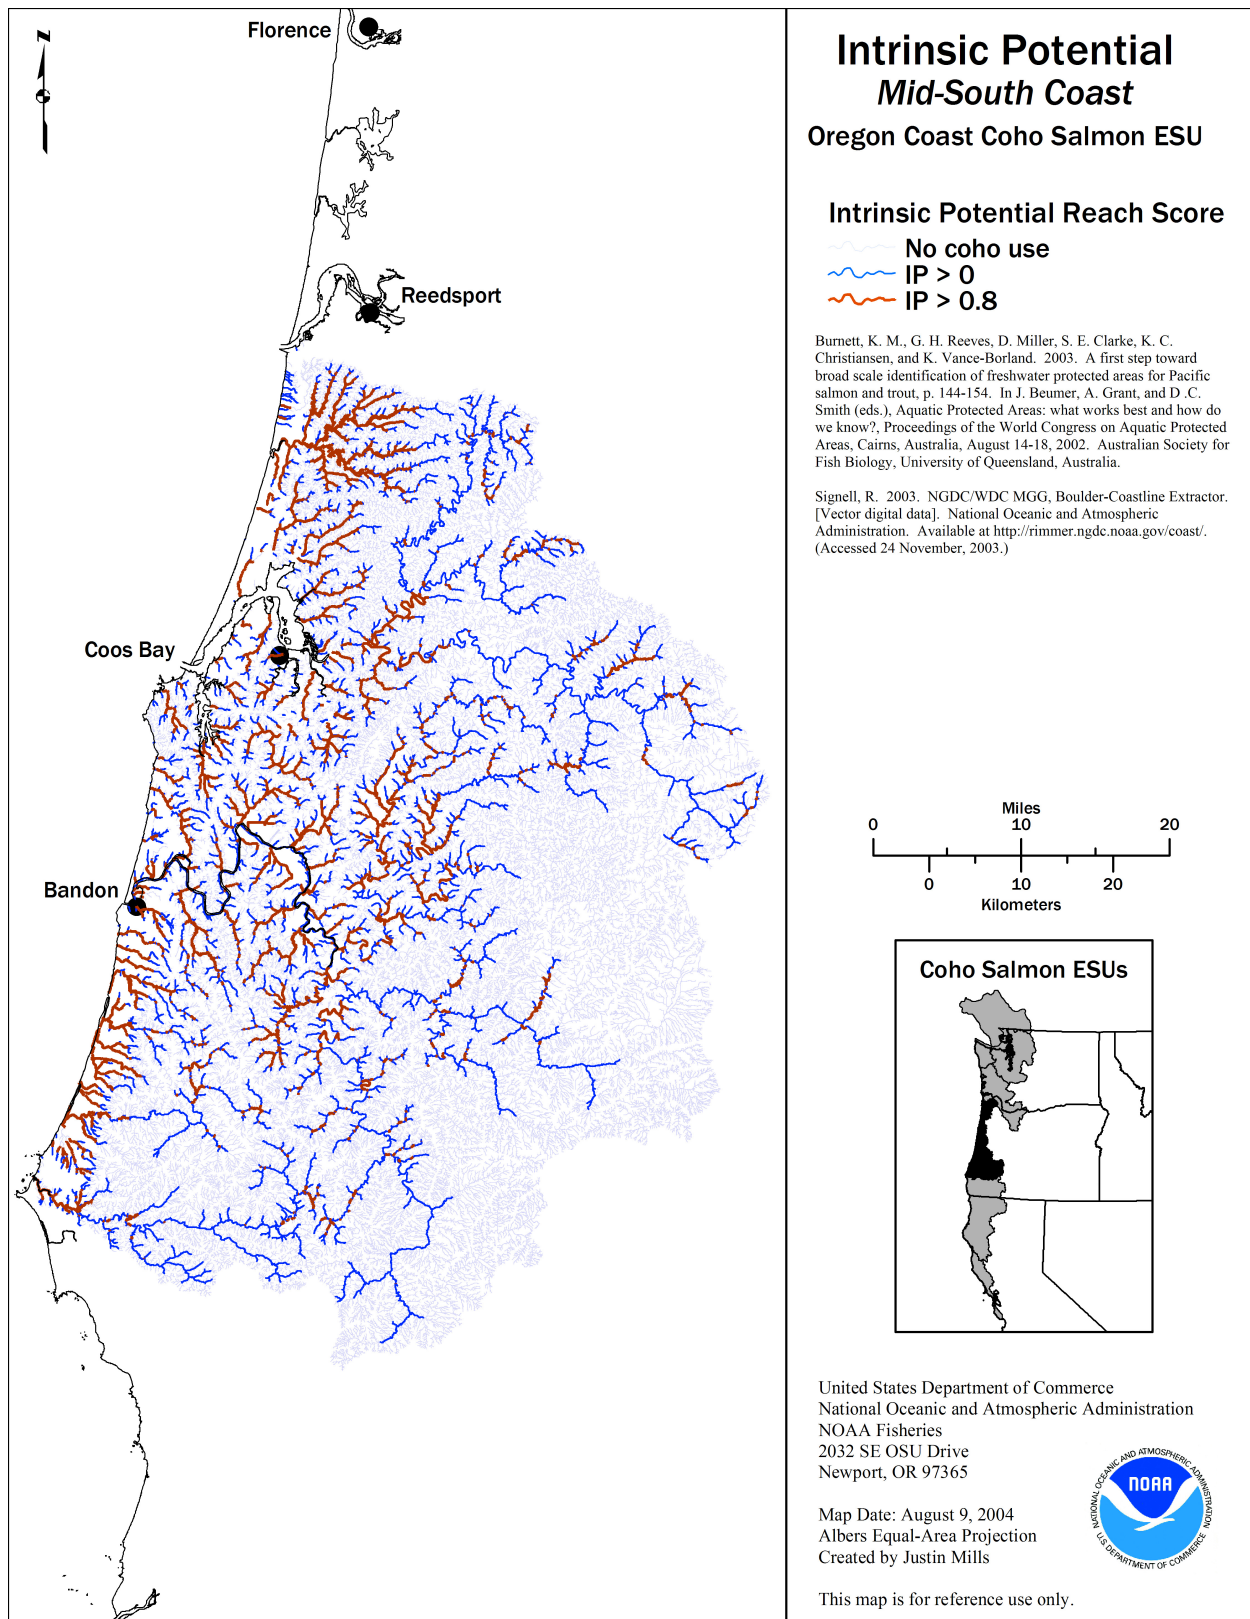 Florence
N
Reedsport
Coos Bay
Bandon
Intrinsic Potential
Mid-South Coast
Oregon Coast Coho Salmon ESU
Intrinsic Potential Reach Score
No coho use
IP > 0
IP > 0.8
Burnett, K. M., G. H. Reeves, D. Miller, S. E. Clarke, K. C.
Christiansen, and K. Vance-Borland.  2003.  A first step toward
broad scale identification of freshwater protected areas for Pacific
salmon and trout, p. 144-154.  In J. Beumer, A. Grant, and D .C.
Smith (eds.), Aquatic Protected Areas: what works best and how do
we know?, Proceedings of the World Congress on Aquatic Protected
Areas, Cairns, Australia, August 14-18, 2002.  Australian Society for
Fish Biology, University of Queensland, Australia.
Signell, R.  2003.  NGDC/WDC MGG, Boulder-Coastline Extractor.
[Vector digital data].  National Oceanic and Atmospheric
Administration.  Available at http://rimmer.ngdc.noaa.gov/coast/.
(Accessed 24 November, 2003.)
Miles
0 10 20
0 10 20
Kilometers
Coho Salmon ESUs
United States Department of Commerce
National Oceanic and Atmospheric Administration
NOAA Fisheries
2032 SE OSU Drive
Newport, OR 97365
Map Date: August 9, 2004
Albers Equal-Area Projection
Created by Justin Mills
This map is for reference use only.
NATIONAL OCEANIC AND ATMOSPHERIC ADMINISTRATION
NOAA
U.S. DEPARTMENT OF COMMERCE